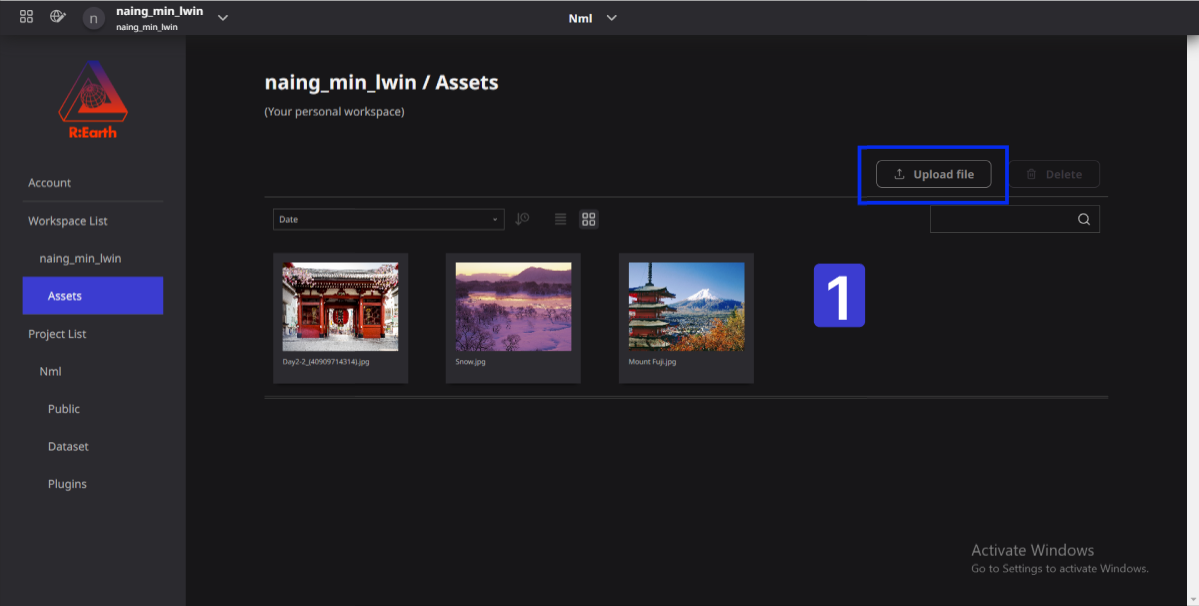 n
naing_min_lwin
naing_min_lwin
Nml
R:Earth
Account
Workspace List
naing_min_lwin
Assets
Project List
Nml
Public
Dataset
Plugins
naing_min_lwin / Assets
(Your personal workspace)
Upload file
Delete
Date
Day2-2_(40909714314).jpg
Snow.jpg
Mount Fuji.jpg
1
Activate Windows
Go to Settings to activate Windows.